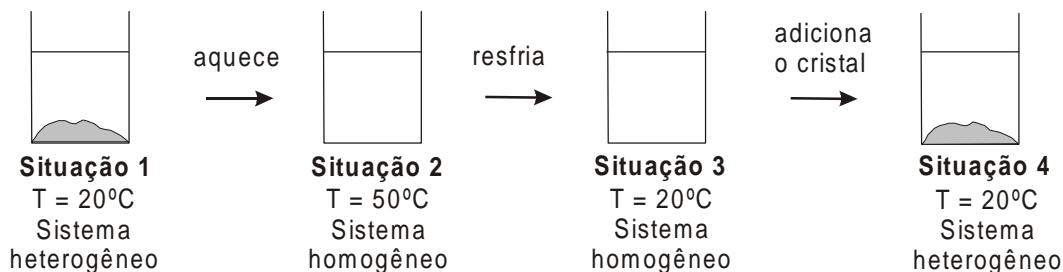 aquece
resfria
adiciona
o cristal
Situação 1
T = 20ºC
Sistema
heterogêneo
Situação 2
T = 50ºC
Sistema
homogêneo
Situação 3
T = 20ºC
Sistema
homogêneo
Situação 4
T = 20ºC
Sistema
heterogêneo